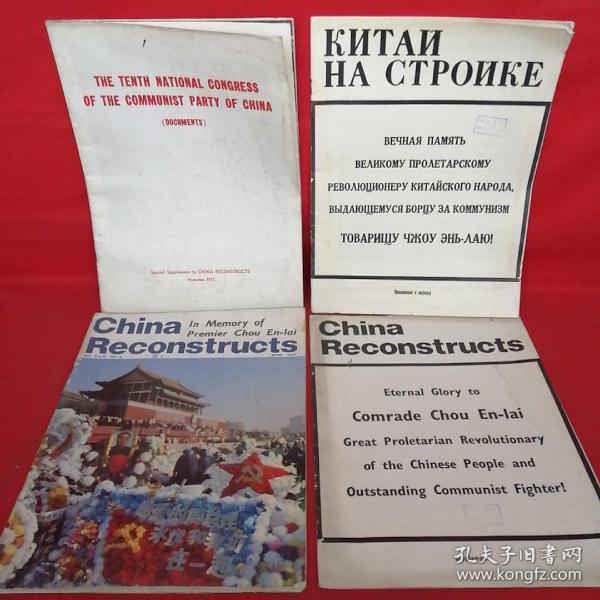 THE TENTH NATIONAL CONGRESS
OF THE COMMUNIST PARTY OF CHINA
(DOCUMENTS)
Special Supplement to CHINA RECONSTRUCTS
November 1973
КИТАЙ
НА СТРОЙКЕ
ВЕЧНАЯ ПАМЯТЬ
ВЕЛИКОМУ ПРОЛЕТАРСКОМУ
РЕВОЛЮЦИОНЕРУ КИТАЙСКОГО НАРОДА,
ВЫДАЮЩЕМУСЯ БОРЦУ ЗА КОММУНИЗМ
ТОВАРИЩУ ЧЖОУ ЭНЬ-ЛАЮ!
China
Reconstructs
In Memory of
Premier Chou En-lai
China
Reconstructs
Eternal Glory to
Comrade Chou En-lai
Great Proletarian Revolutionary
of the Chinese People and
Outstanding Communist Fighter!
孔夫子旧书网
www.kongfz.com